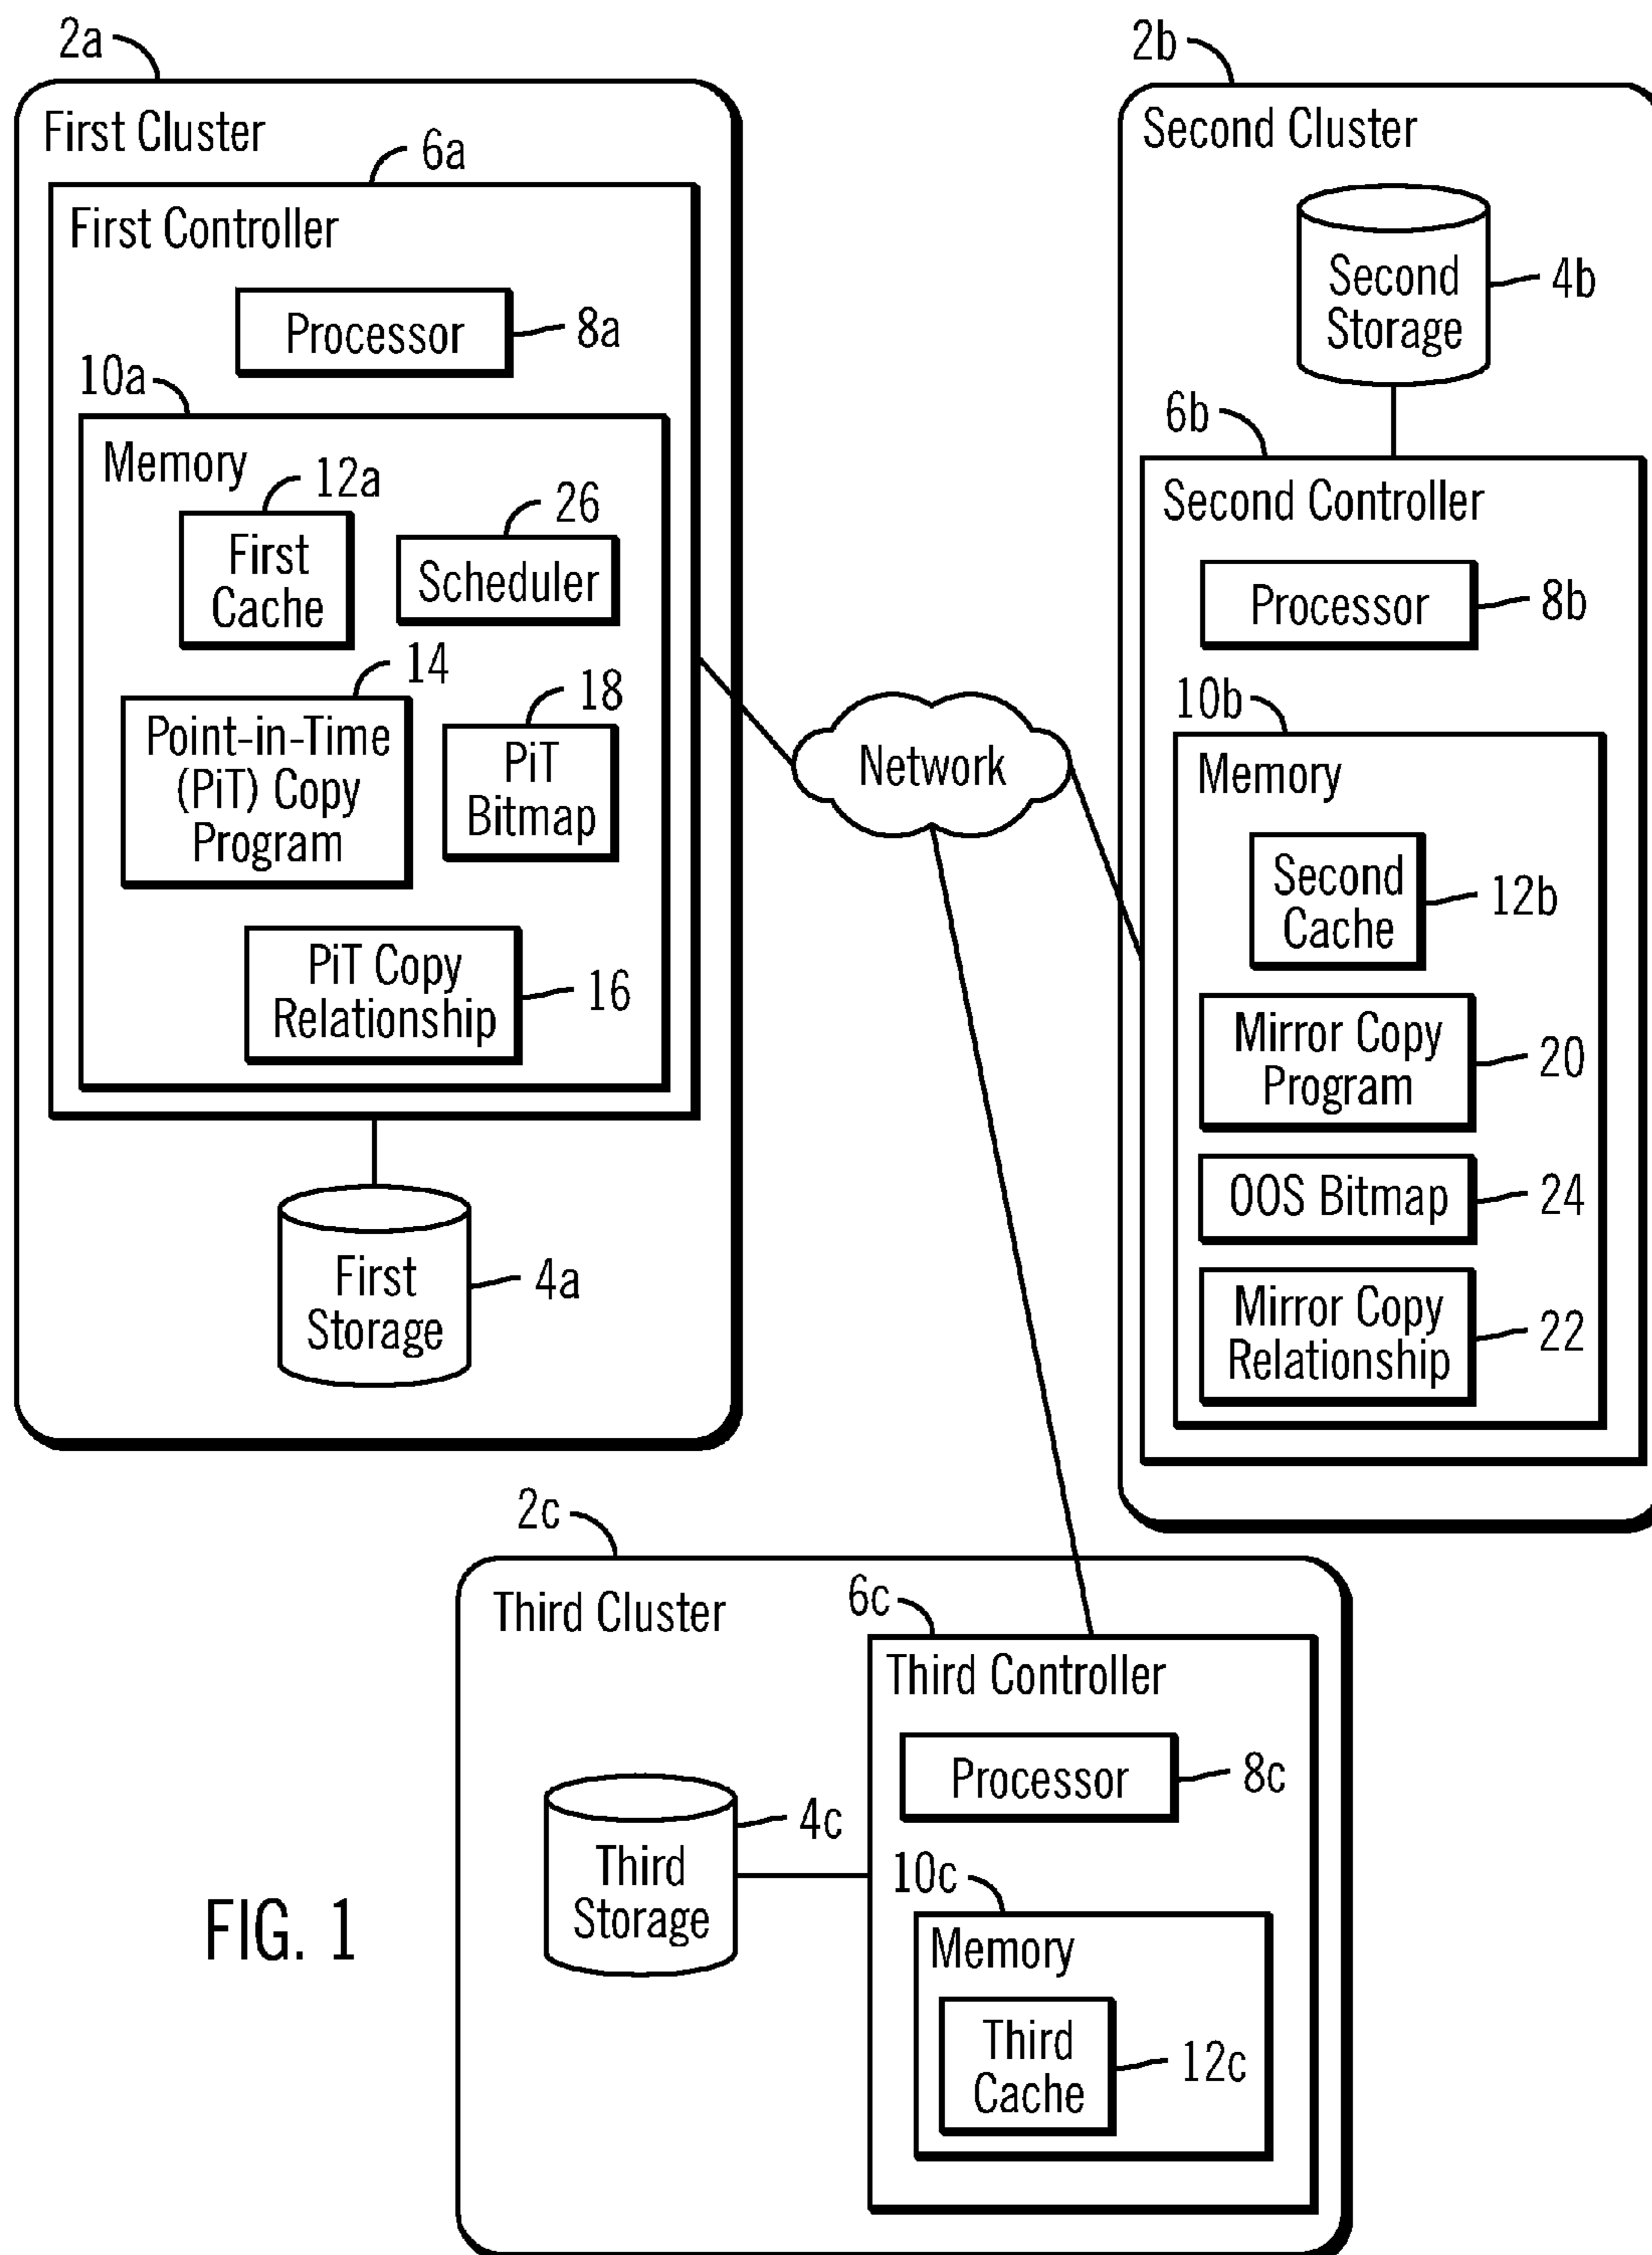 2a
First Cluster
6a
First Controller
Processor
8a
10a
Memory
12a
First
Cache
26
Scheduler
14
Point-in-Time
(PiT) Copy
Program
18
PiT
Bitmap
PiT Copy
Relationship
16
First
Storage
4a
Network
2b
Second Cluster
Second
Storage
4b
6b
Second Controller
Processor
8b
10b
Memory
Second
Cache
12b
Mirror Copy
Program
20
OOS Bitmap
24
Mirror Copy
Relationship
22
2c
Third Cluster
6c
Third Controller
Processor
8c
Third
Storage
4c
10c
Memory
Third
Cache
12c
FIG. 1